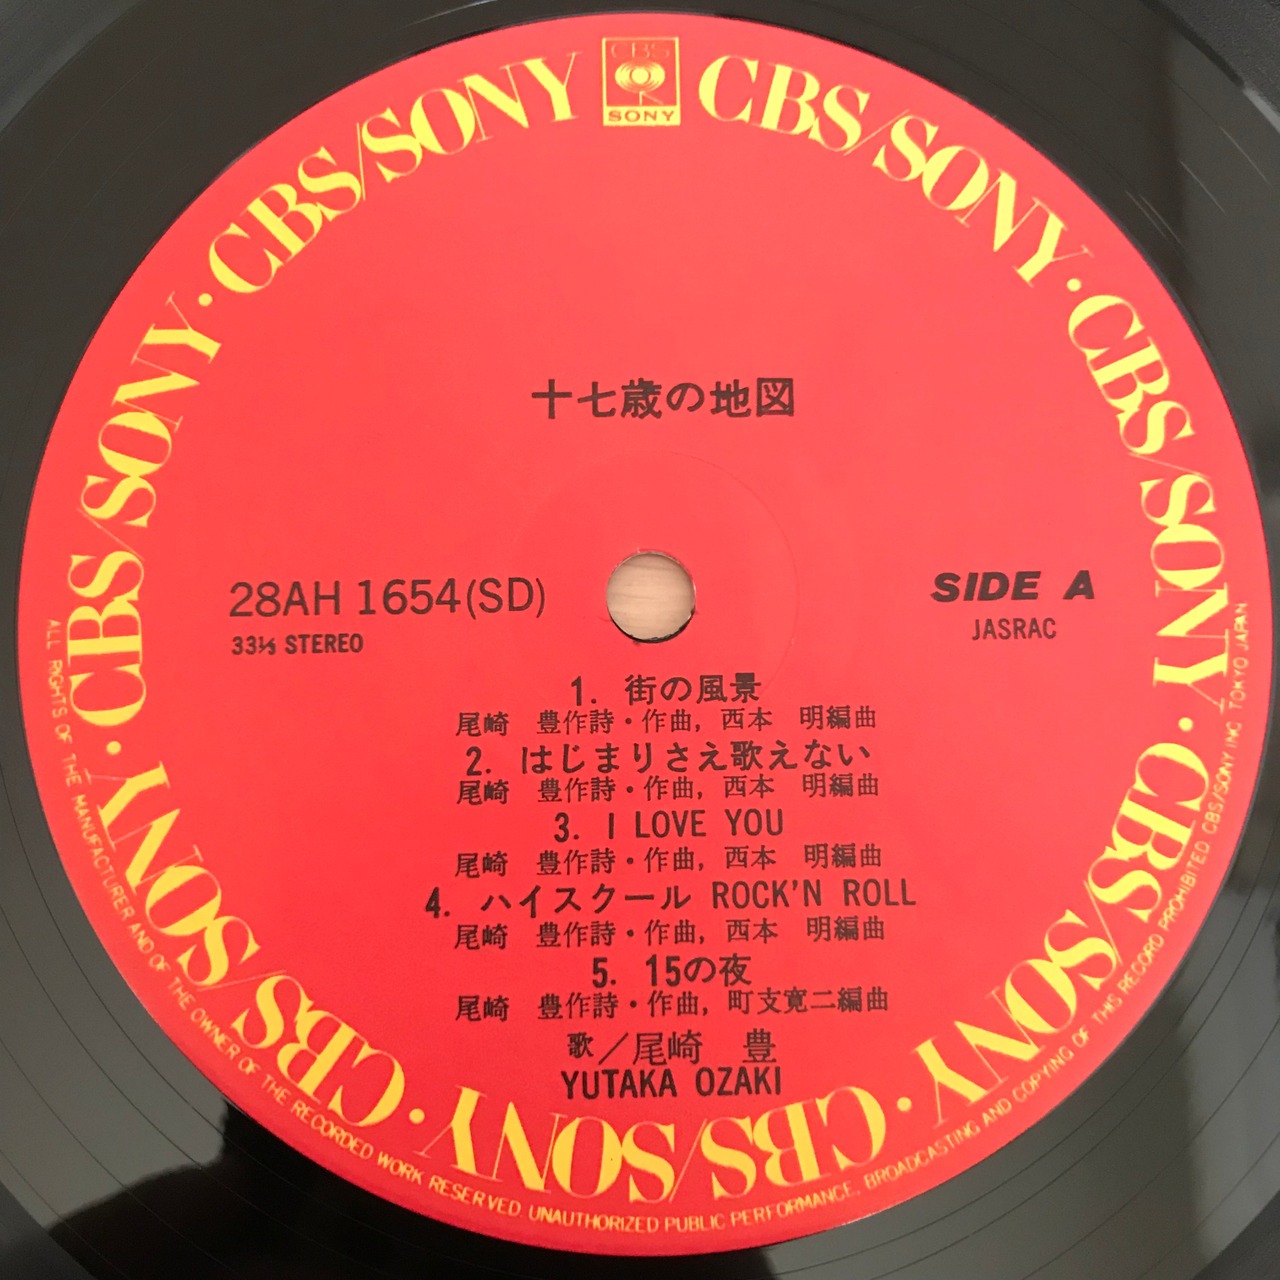 CBS
SONY
CBS/SONY · CBS/SONY · CBS/SONY · CBS/SONY · CBS/SONY · CBS/SONY · CBS/SONY · CBS/SONY
十七歳の地図
28AH 1654(SD)
33⅓ STEREO
SIDE A
JASRAC
1. 街の風景
尾崎 豊作詩・作曲, 西本 明編曲
2. はじまりさえ歌えない
尾崎 豊作詩・作曲, 西本 明編曲
3. I LOVE YOU
尾崎 豊作詩・作曲, 西本 明編曲
4. ハイスクール ROCK'N ROLL
尾崎 豊作詩・作曲, 西本 明編曲
5. 15の夜
尾崎 豊作詩・作曲, 町支寛二編曲
歌／尾崎 豊
YUTAKA OZAKI
ALL RIGHTS OF THE MANUFACTURER AND OF THE OWNER OF THE RECORDED WORK RESERVED. UNAUTHORIZED PUBLIC PERFORMANCE, BROADCASTING AND COPYING OF THIS RECORD PROHIBITED CBS/SONY INC. TOKYO JAPAN